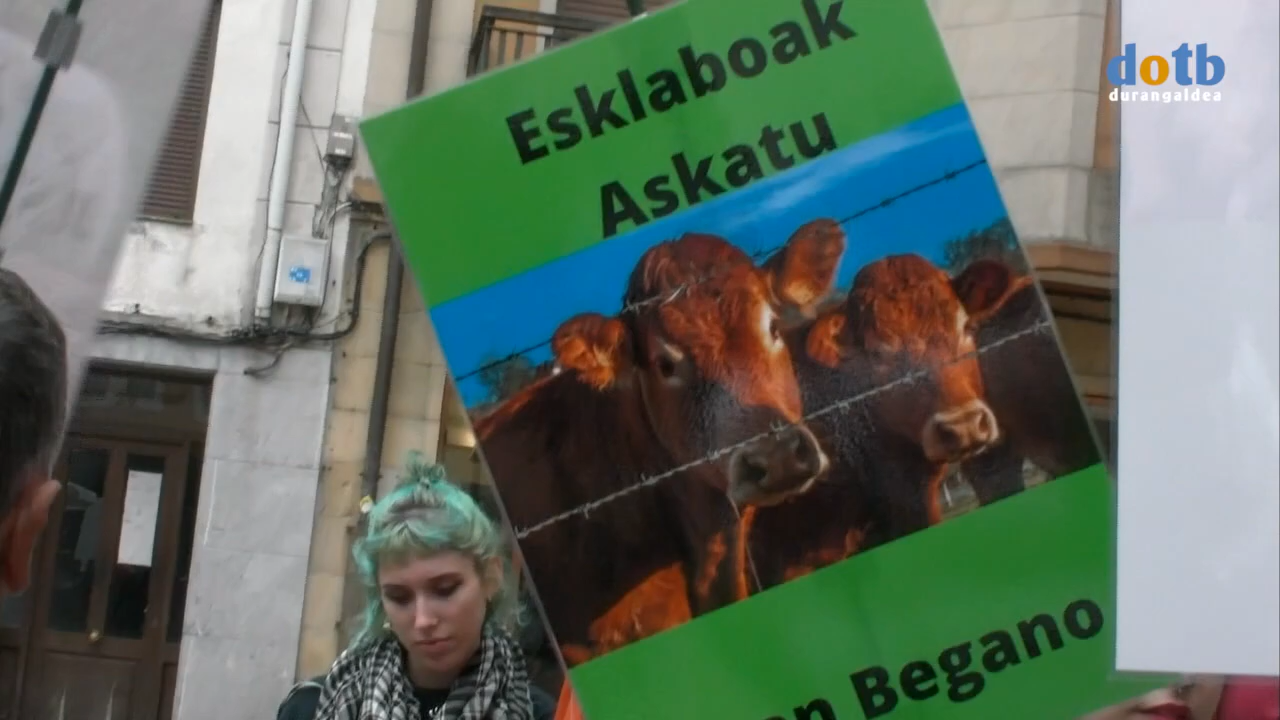 Esklaboak
Askatu
Begano
dotb
durangaldea